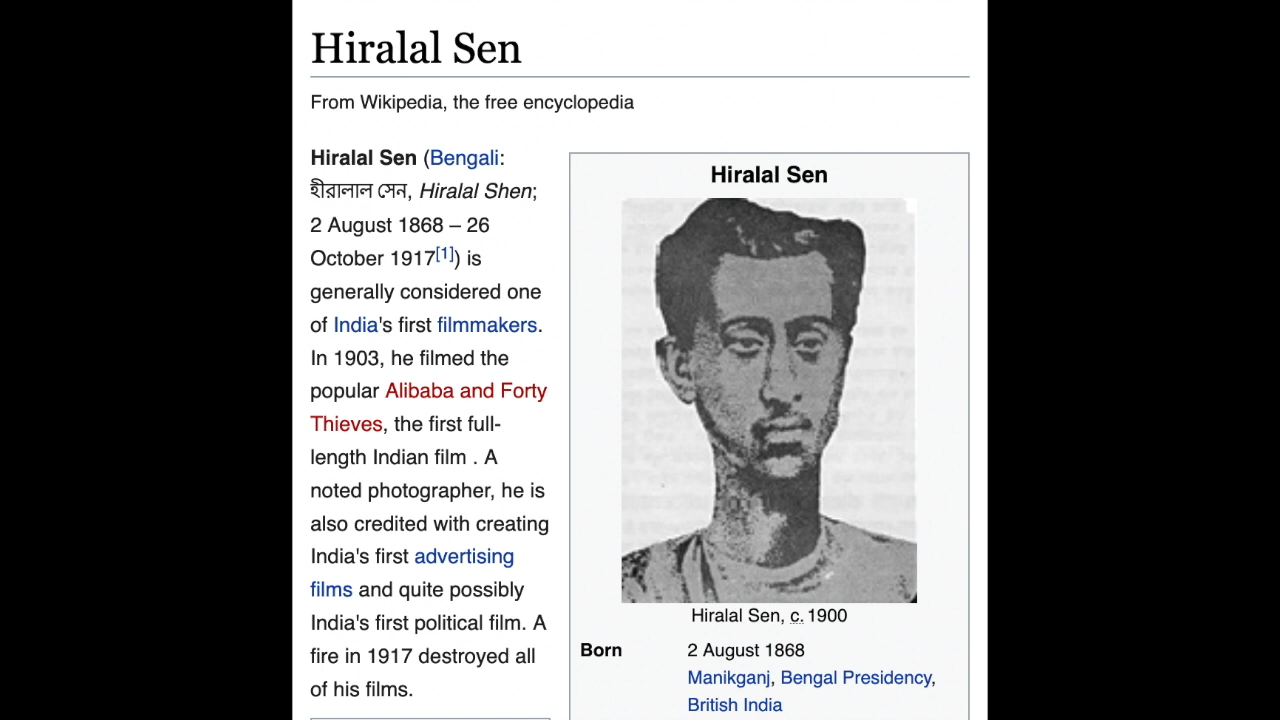 Hiralal Sen
From Wikipedia, the free encyclopedia
Hiralal Sen (Bengali:
হীরালাল সেন, Hiralal Shen;
2 August 1868 – 26
October 1917[1]) is
generally considered one
of India's first filmmakers.
In 1903, he filmed the
popular Alibaba and Forty
Thieves, the first full-
length Indian film . A
noted photographer, he is
also credited with creating
India's first advertising
films and quite possibly
India's first political film. A
fire in 1917 destroyed all
of his films.
Hiralal Sen
Hiralal Sen, c. 1900
Born 2 August 1868
Manikganj, Bengal Presidency,
British India